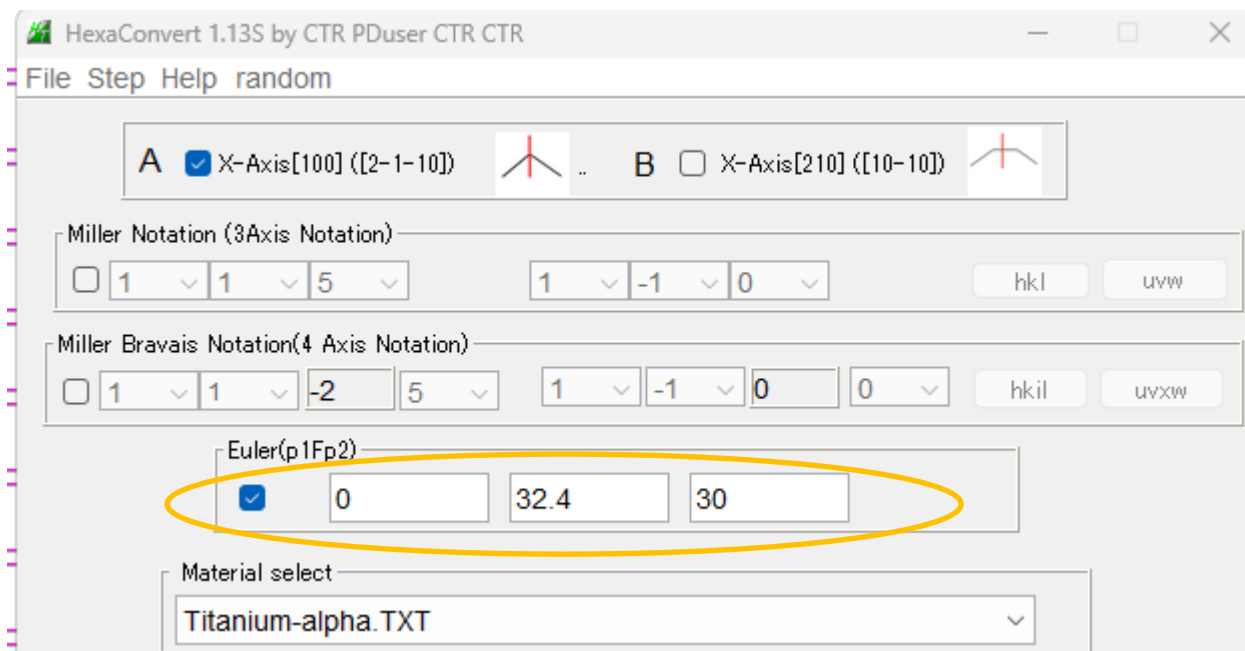 HexaConvert 1.13S by CTR PDuser CTR CTR
File Step Help random
A X-Axis[100] ([2-1-10]) .. B X-Axis[210] ([10-10])
Miller Notation (3Axis Notation)
1 1 5 1 -1 0 hkl uvw
Miller Bravais Notation(4 Axis Notation)
1 1 -2 5 1 -1 0 0 hkil uvxw
Euler(p1Fp2)
0 32.4 30
Material select
Titanium-alpha.TXT